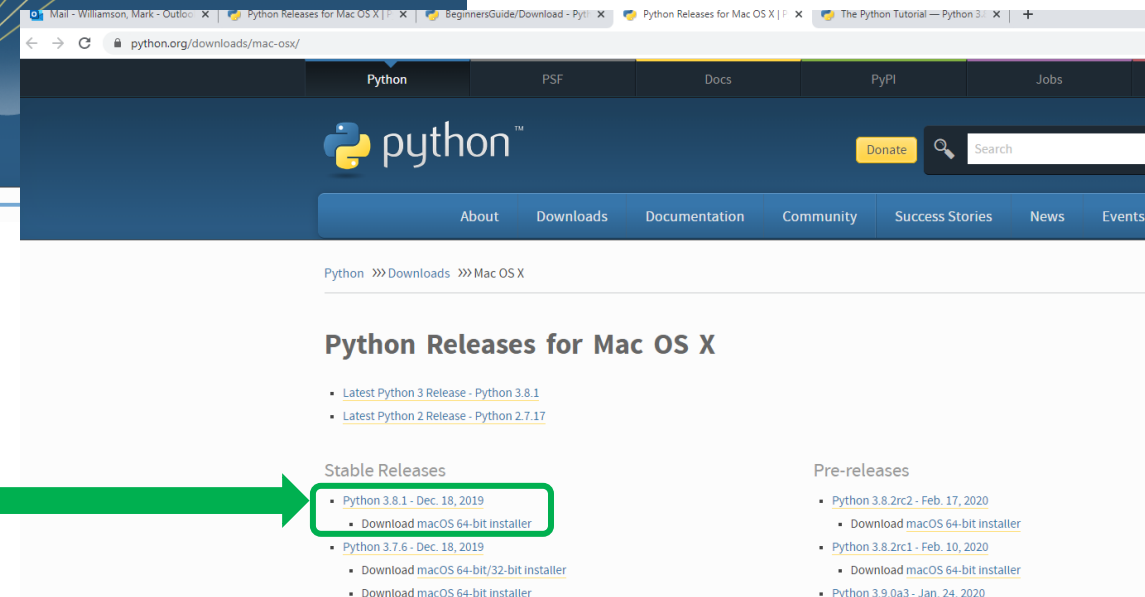 Mail - Williamson, Mark - Outloo
Python Releases for Mac OS X | P
BeginnersGuide/Download - Pyth
Python Releases for Mac OS X | P
The Python Tutorial — Python 3.8
python.org/downloads/mac-osx/
Python PSF Docs PyPI Jobs
python™
Donate
Search
About Downloads Documentation Community Success Stories News Events
Python >>> Downloads >>> Mac OS X
Python Releases for Mac OS X
Latest Python 3 Release - Python 3.8.1
Latest Python 2 Release - Python 2.7.17
Stable Releases
Python 3.8.1 - Dec. 18, 2019
Download macOS 64-bit installer
Python 3.7.6 - Dec. 18, 2019
Download macOS 64-bit/32-bit installer
Download macOS 64-bit installer
Pre-releases
Python 3.8.2rc2 - Feb. 17, 2020
Download macOS 64-bit installer
Python 3.8.2rc1 - Feb. 10, 2020
Download macOS 64-bit installer
Python 3.9.0a3 - Jan. 24, 2020